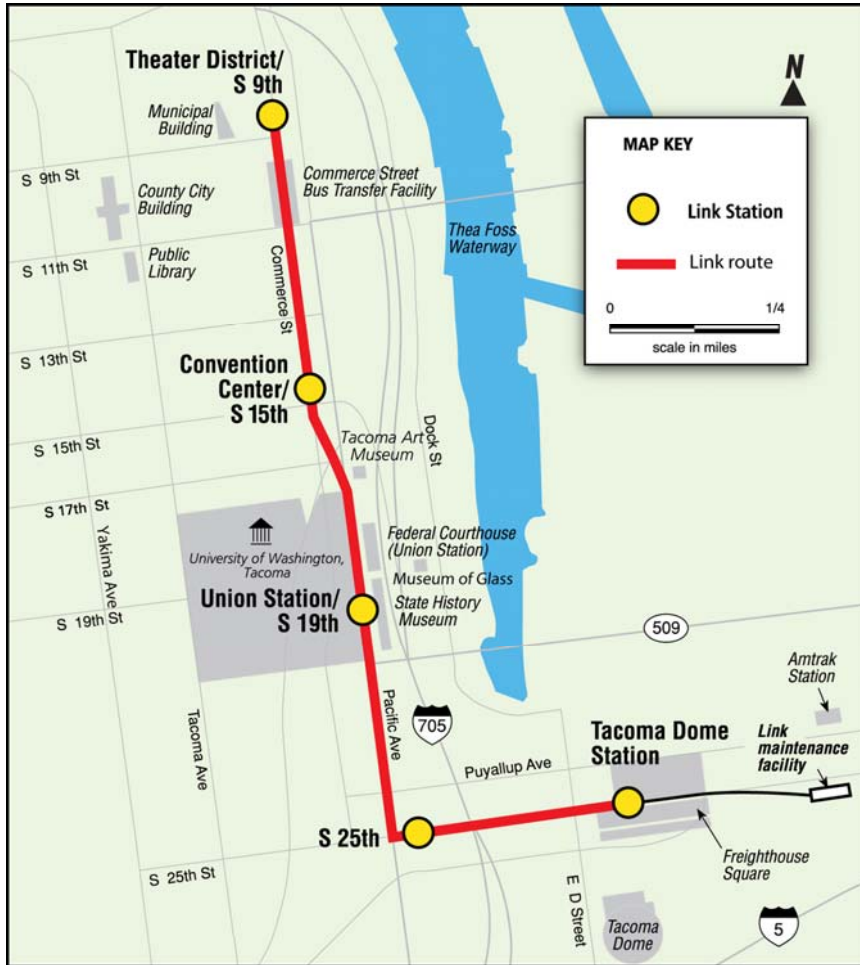 Theater District/
S 9th
N
Municipal
Building
MAP KEY
Link Station
Link route
0 1/4
scale in miles
S 9th St
Commerce Street
Bus Transfer Facility
County City
Building
Thea Foss
Waterway
S 11th St
Public
Library
Commerce St
S 13th St
Convention
Center/
S 15th
Dock St
S 15th St
Tacoma Art
Museum
S 17th St
Yakima Ave
University of Washington,
Tacoma
Federal Courthouse
(Union Station)
Museum of Glass
Union Station/
S 19th
State History
Museum
S 19th St
509
Amtrak
Station
Tacoma Ave
Pacific Ave
705
Tacoma Dome
Station
Link
maintenance
facility
Puyallup Ave
S 25th
S 25th St
Freighthouse
Square
E D Street
Tacoma
Dome
5